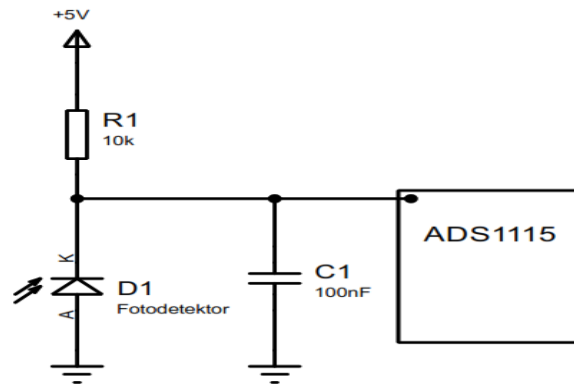 +5V
R1
10k
ADS1115
K
D1
Fotodetektor
A
C1
100nF